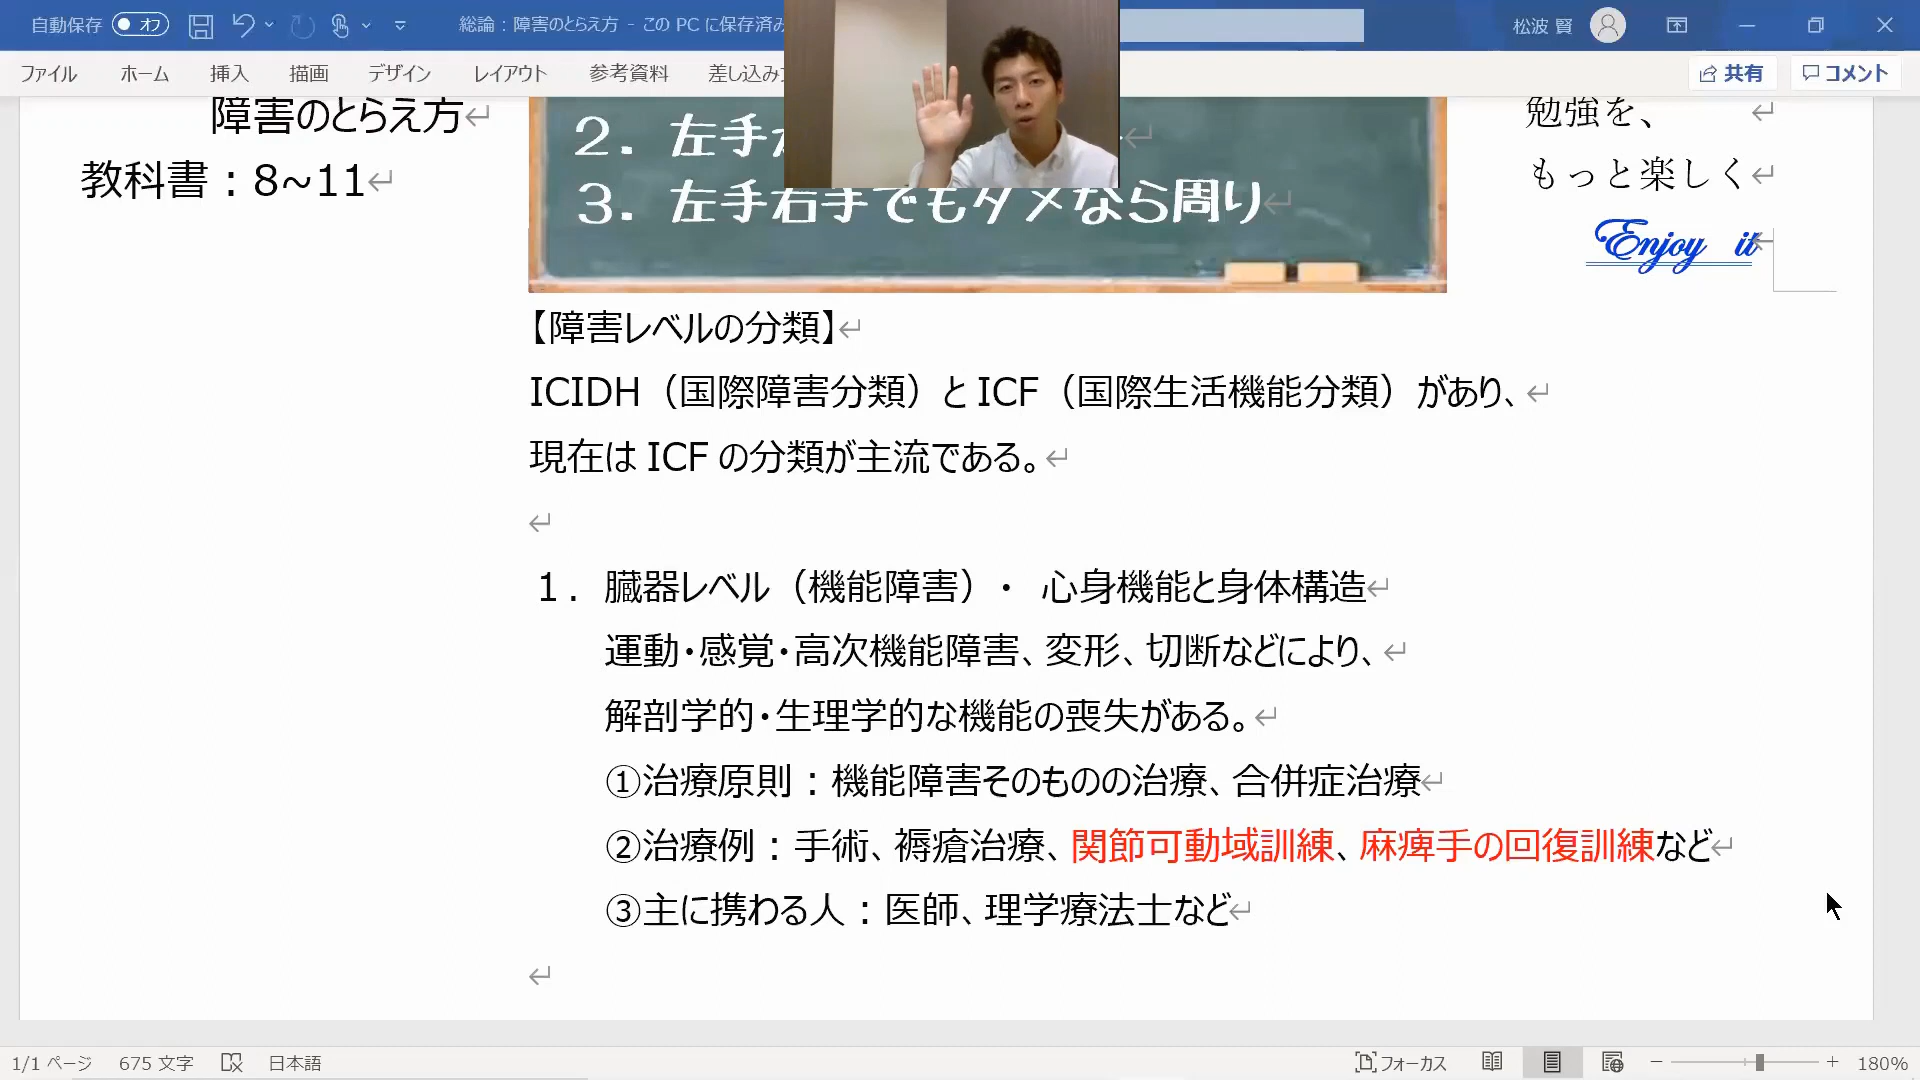 自動保存 オフ
総論：障害のとらえ方 - この PC に保存済み
松波 賢
ファイル ホーム 挿入 描画 デザイン レイアウト 参考資料 差し込み
共有 コメント
障害のとらえ方
教科書：8~11
２．左手
３．左手右手でもダメなら周り
勉強を、
もっと楽しく
Enjoy it
【障害レベルの分類】
ICIDH（国際障害分類）と ICF（国際生活機能分類）があり、
現在は ICF の分類が主流である。
１．臓器レベル（機能障害）・ 心身機能と身体構造
運動・感覚・高次機能障害、変形、切断などにより、
解剖学的・生理学的な機能の喪失がある。
①治療原則：機能障害そのものの治療、合併症治療
②治療例：手術、褥瘡治療、関節可動域訓練、麻痺手の回復訓練など
③主に携わる人：医師、理学療法士など
1/1 ページ 675 文字 日本語
フォーカス
180%